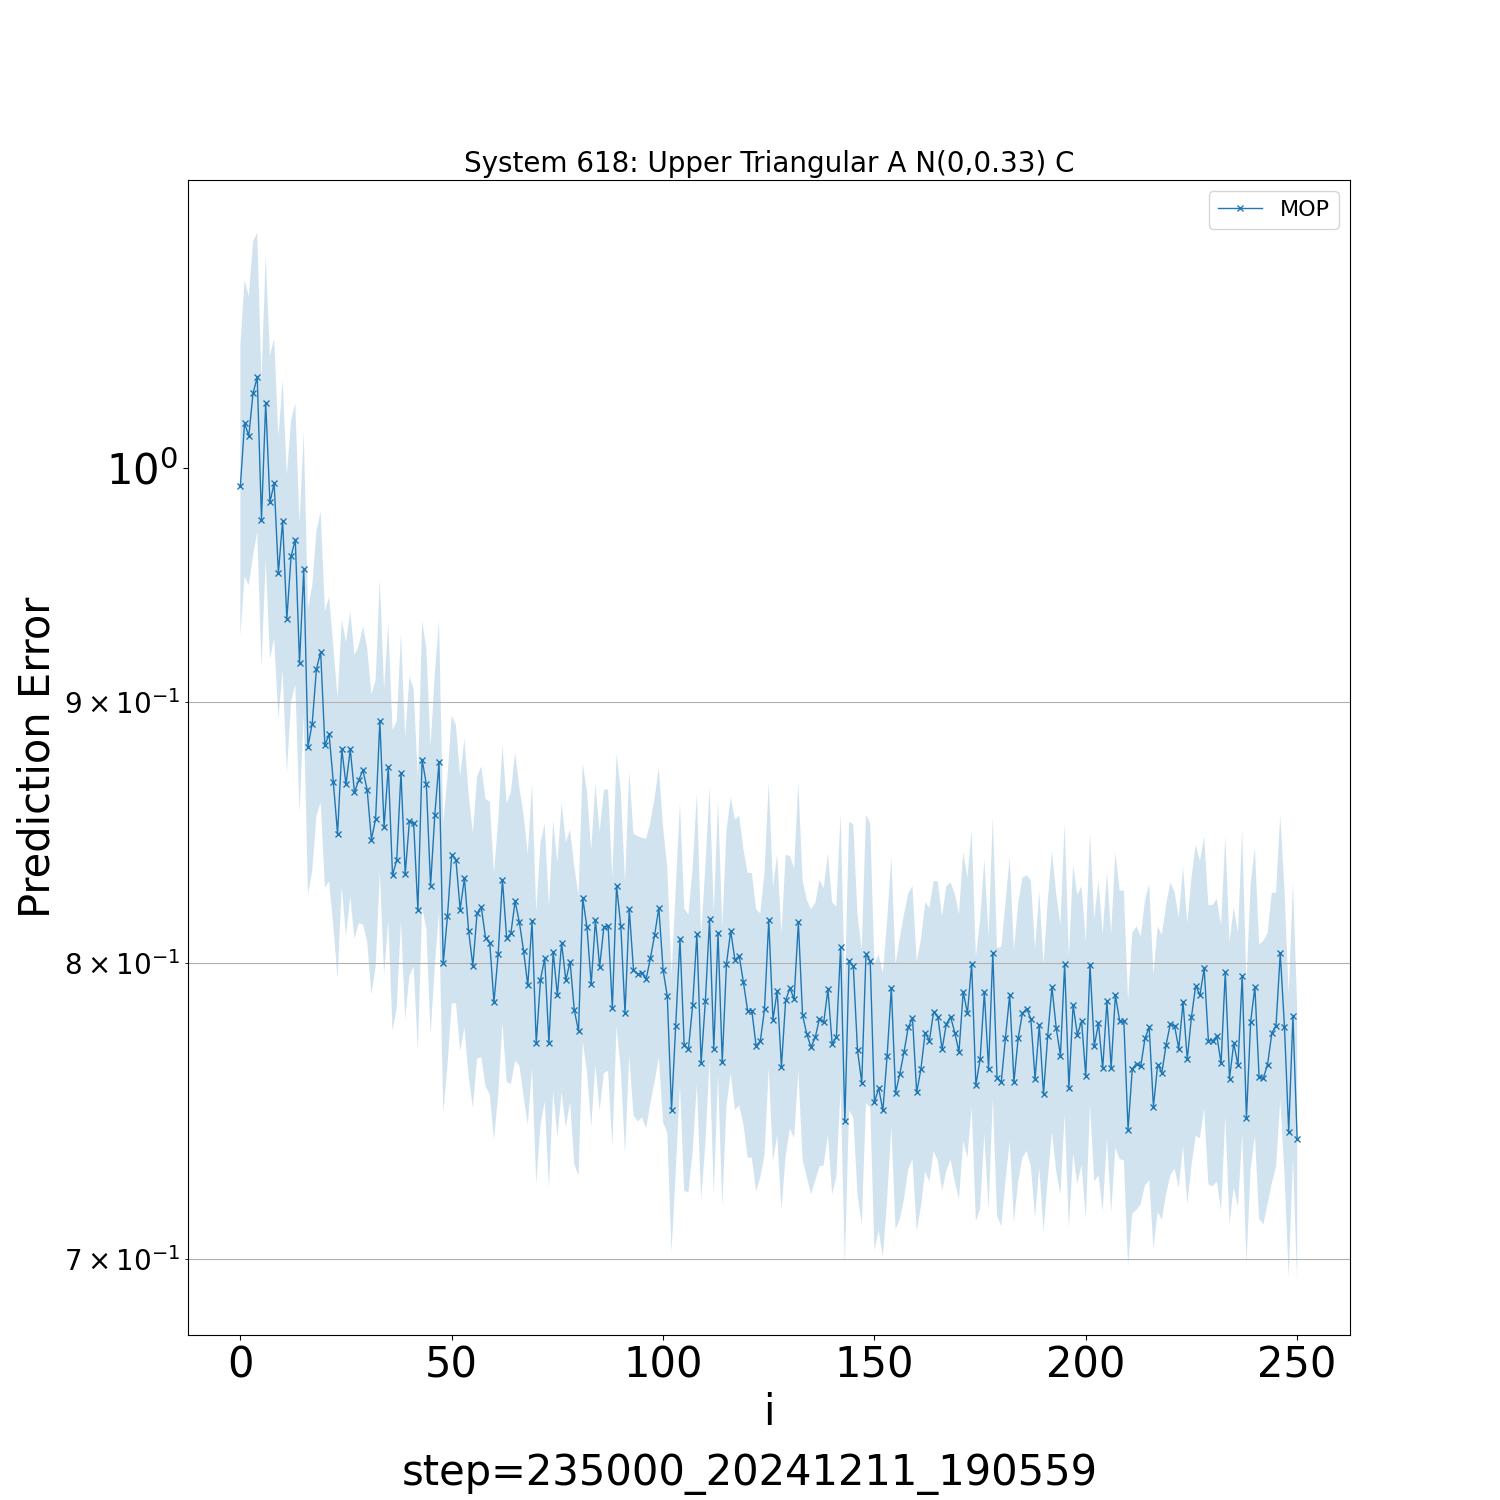 System 618: Upper Triangular A N(0,0.33) C
MOP
Prediction Error
10⁰
9 × 10⁻¹
8 × 10⁻¹
7 × 10⁻¹
0 50 100 150 200 250
i
step=235000_20241211_190559